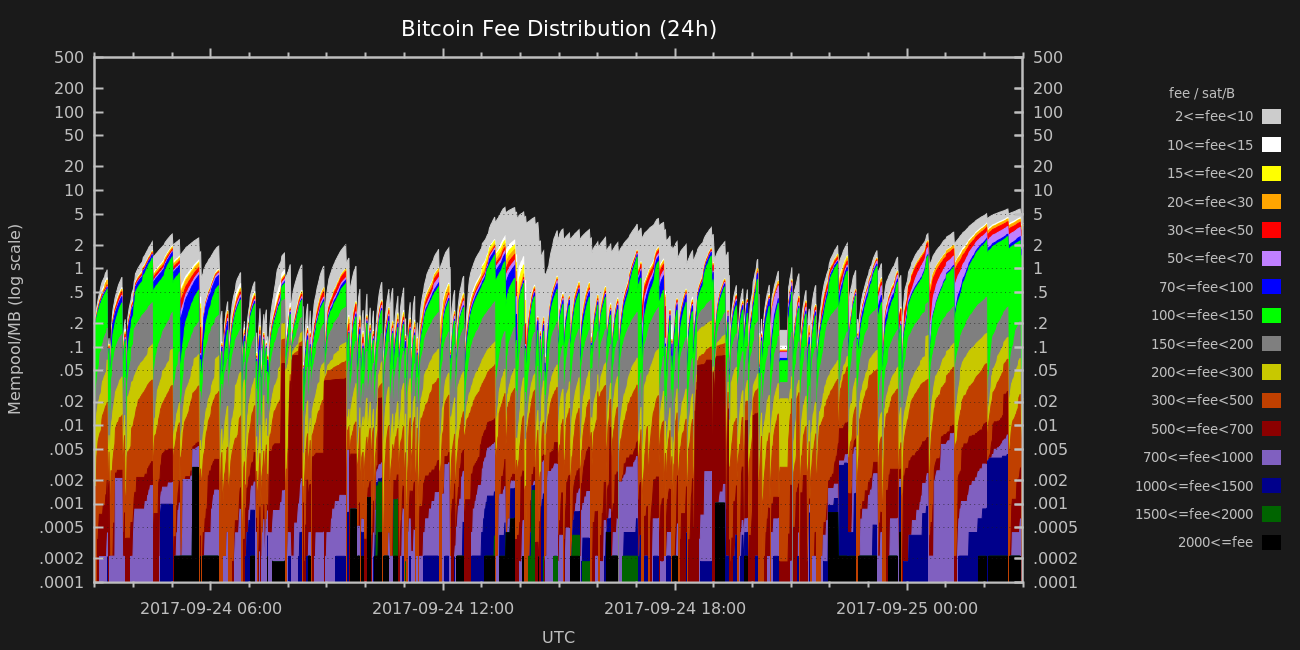 Bitcoin Fee Distribution (24h)
500 500
200 200
100 100
50 50
20 20
10 10
5 5
2 2
1 1
.5 .5
.2 .2
.1 .1
.05 .05
.02 .02
.01 .01
.005 .005
.002 .002
.001 .001
.0005 .0005
.0002 .0002
.0001 .0001
Mempool/MB (log scale)
2017-09-24 06:00 2017-09-24 12:00 2017-09-24 18:00 2017-09-25 00:00
UTC
fee / sat/B
2<=fee<10
10<=fee<15
15<=fee<20
20<=fee<30
30<=fee<50
50<=fee<70
70<=fee<100
100<=fee<150
150<=fee<200
200<=fee<300
300<=fee<500
500<=fee<700
700<=fee<1000
1000<=fee<1500
1500<=fee<2000
2000<=fee